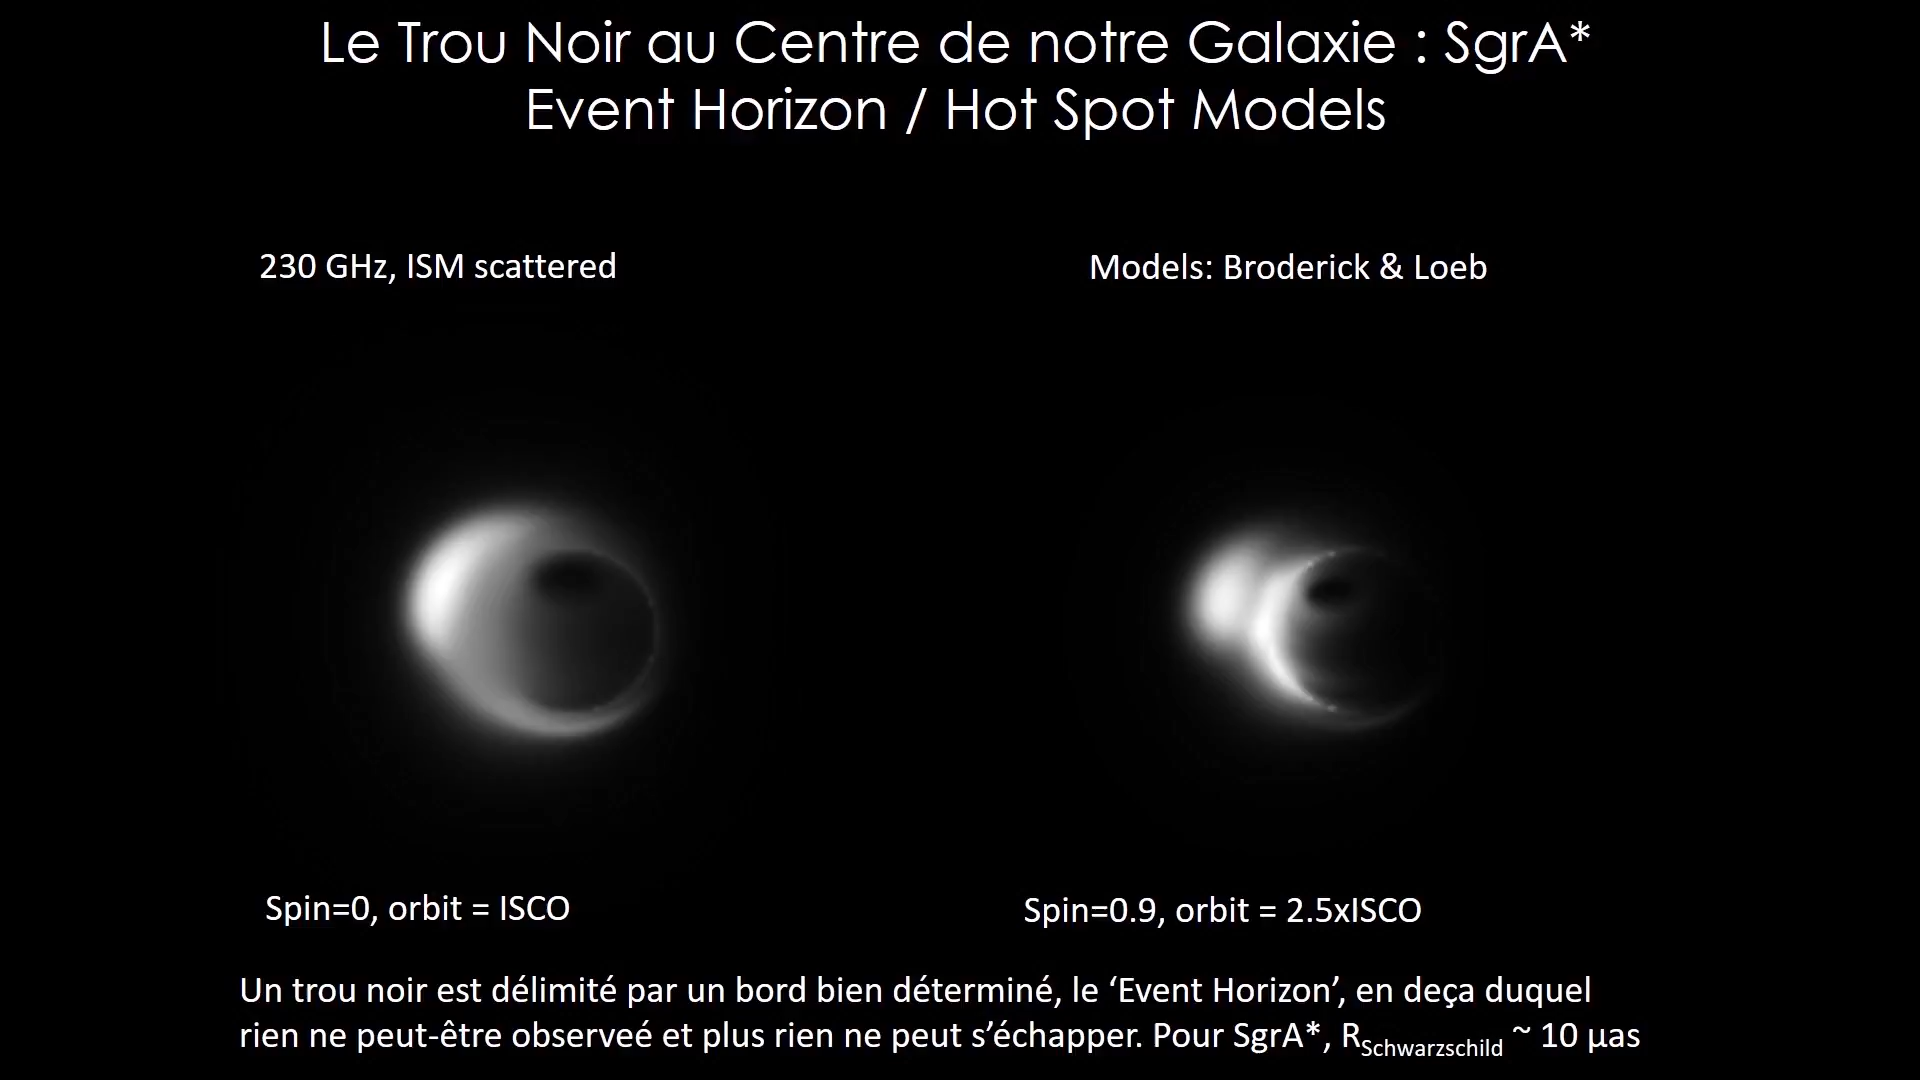 Le Trou Noir au Centre de notre Galaxie : SgrA*
Event Horizon / Hot Spot Models
230 GHz, ISM scattered
Models: Broderick & Loeb
Spin=0, orbit = ISCO
Spin=0.9, orbit = 2.5xISCO
Un trou noir est délimité par un bord bien déterminé, le ‘Event Horizon’, en deça duquel
rien ne peut-être observeé et plus rien ne peut s’échapper. Pour SgrA*, RSchwarzschild ~ 10 µas